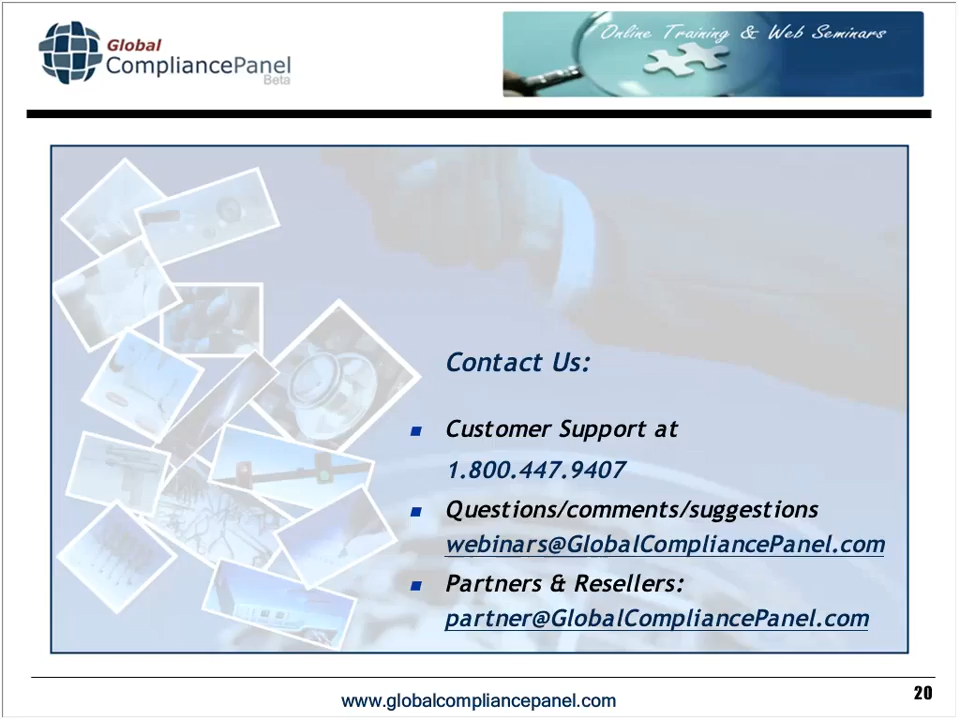 Global
CompliancePanel
Beta
Online Training & Web Seminars
Contact Us:
Customer Support at
1.800.447.9407
Questions/comments/suggestions
webinars@GlobalCompliancePanel.com
Partners & Resellers:
partner@GlobalCompliancePanel.com
www.globalcompliancepanel.com
20